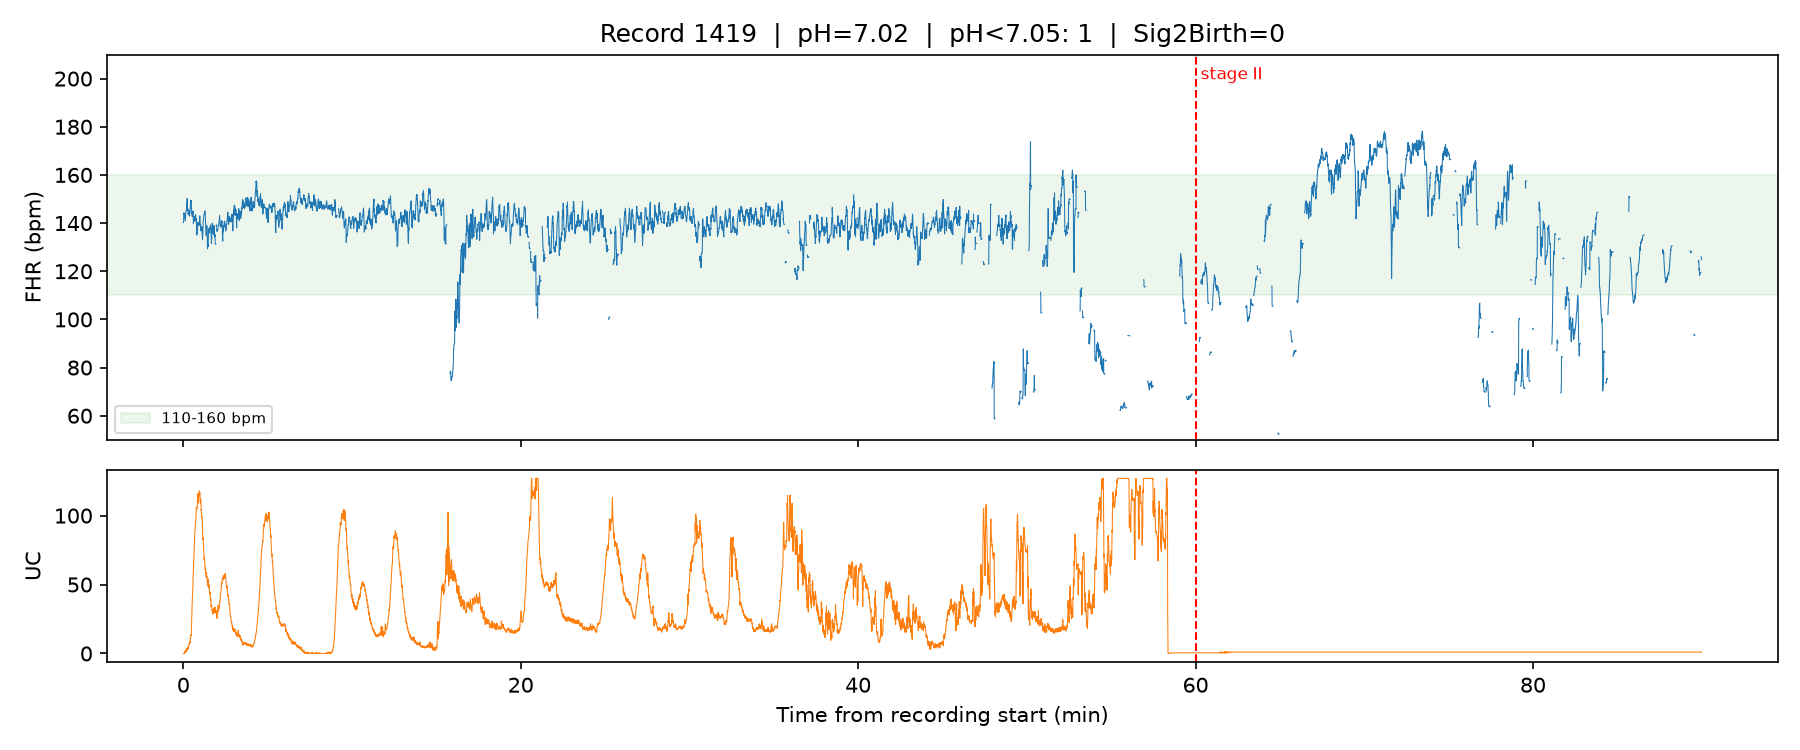 Record 1419 | pH=7.02 | pH<7.05: 1 | Sig2Birth=0
FHR (bpm)
200
180
160
140
120
100
80
60
stage II
110-160 bpm
UC
100
50
0
0 20 40 60 80
Time from recording start (min)